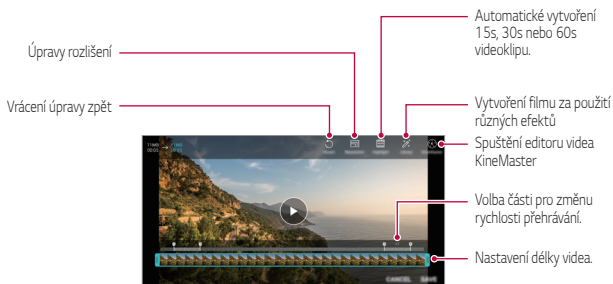 Automatické vytvoření
15s, 30s nebo 60s
videoklipu.
Úpravy rozlišení
Vrácení úpravy zpět
Vytvoření filmu za použití
různých efektů
Spuštění editoru videa
KineMaster
Volba části pro změnu
rychlosti přehrávání.
Nastavení délky videa.
CANCEL SAVE